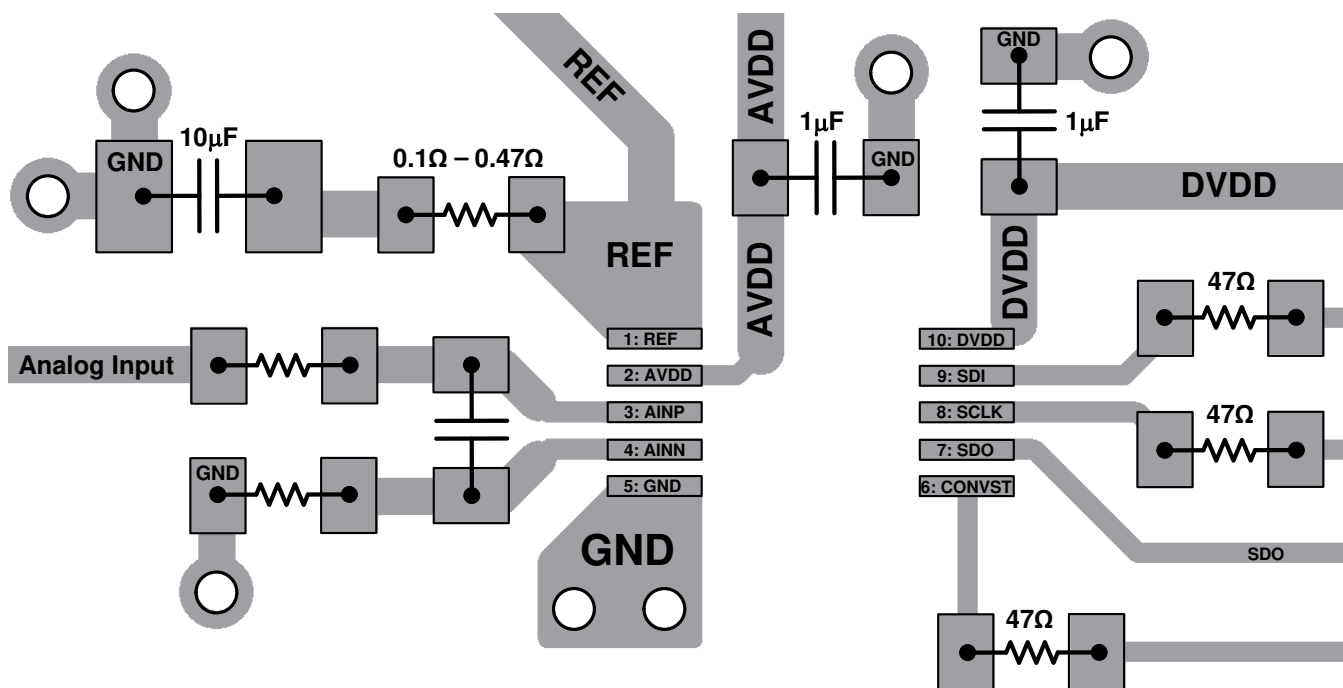 REF
AVDD
GND
1μF
GND
10μF
GND
0.1Ω – 0.47Ω
1μF
GND
DVDD
REF
AVDD
DVDD
47Ω
1: REF
10: DVDD
Analog Input
2: AVDD
9: SDI
3: AINP
8: SCLK
47Ω
4: AINN
7: SDO
GND
5: GND
6: CONVST
GND
SDO
47Ω